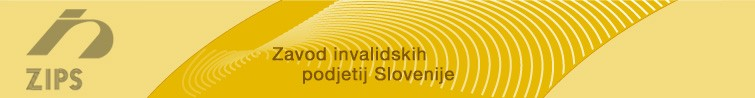 ZIPS
Zavod invalidskih
podjetij Slovenije